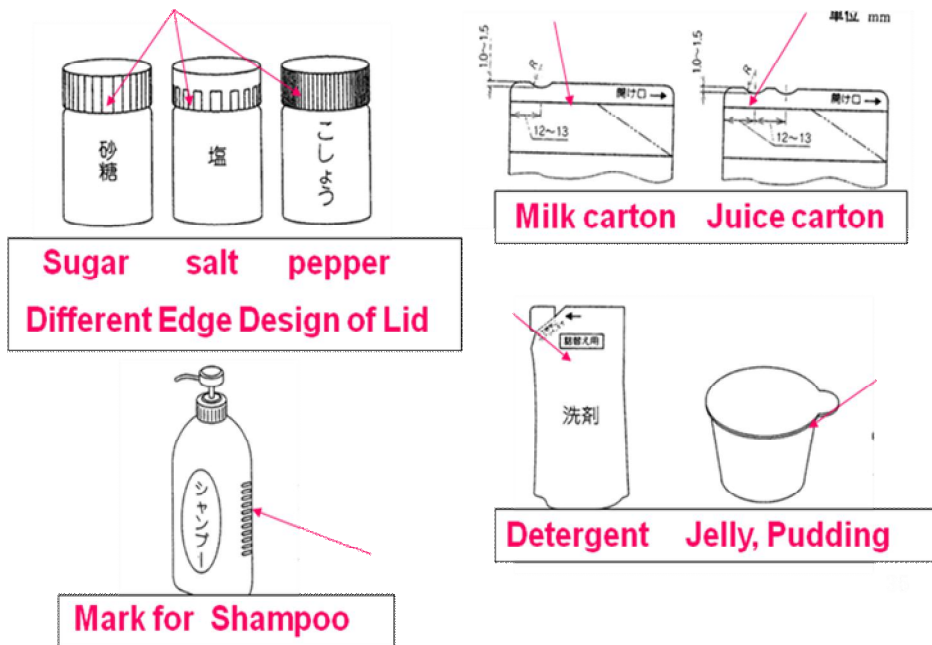 砂糖
塩
こしょう
Sugar salt pepper
Different Edge Design of Lid
単位 mm
1.0~1.5
R
開け口 →
12~13
1.0~1.5
R
開け口 →
12~13
Milk carton Juice carton
詰替え用
洗剤
Detergent Jelly, Pudding
シャンプー
Mark for Shampoo